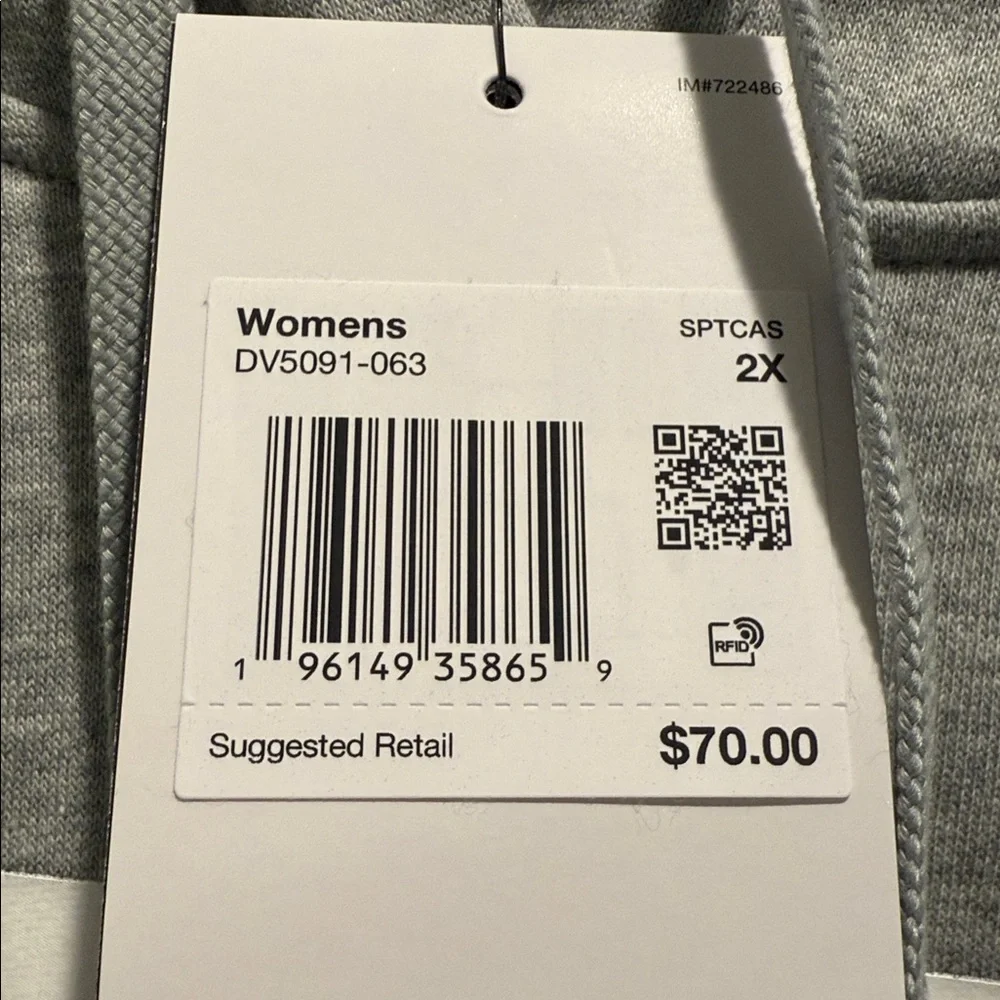 IM#722486
Womens
SPTCAS
DV5091-063
2X
1 96149 35865 9
RFID
Suggested Retail
$70.00